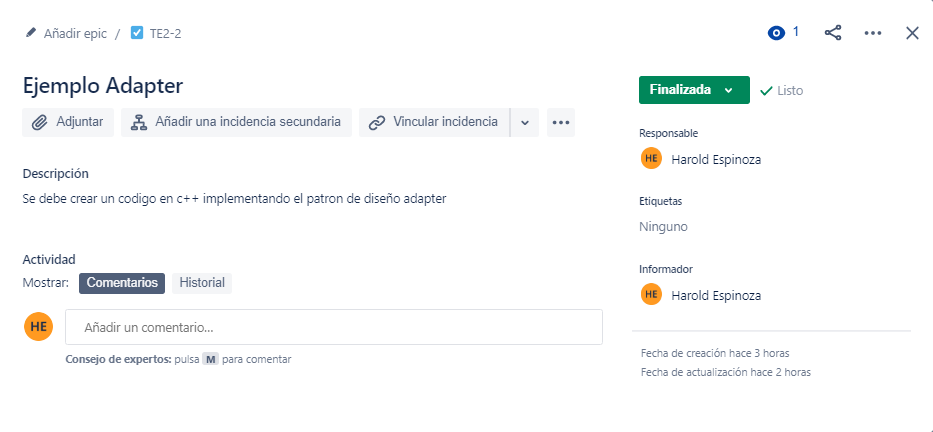 Añadir epic / TE2-2
1
Ejemplo Adapter
Adjuntar
Añadir una incidencia secundaria
Vincular incidencia
Descripción
Se debe crear un codigo en c++ implementando el patron de diseño adapter
Actividad
Mostrar: Comentarios Historial
HE Añadir un comentario...
Consejo de expertos: pulsa M para comentar
Finalizada Listo
Responsable
HE Harold Espinoza
Etiquetas
Ninguno
Informador
HE Harold Espinoza
Fecha de creación hace 3 horas
Fecha de actualización hace 2 horas